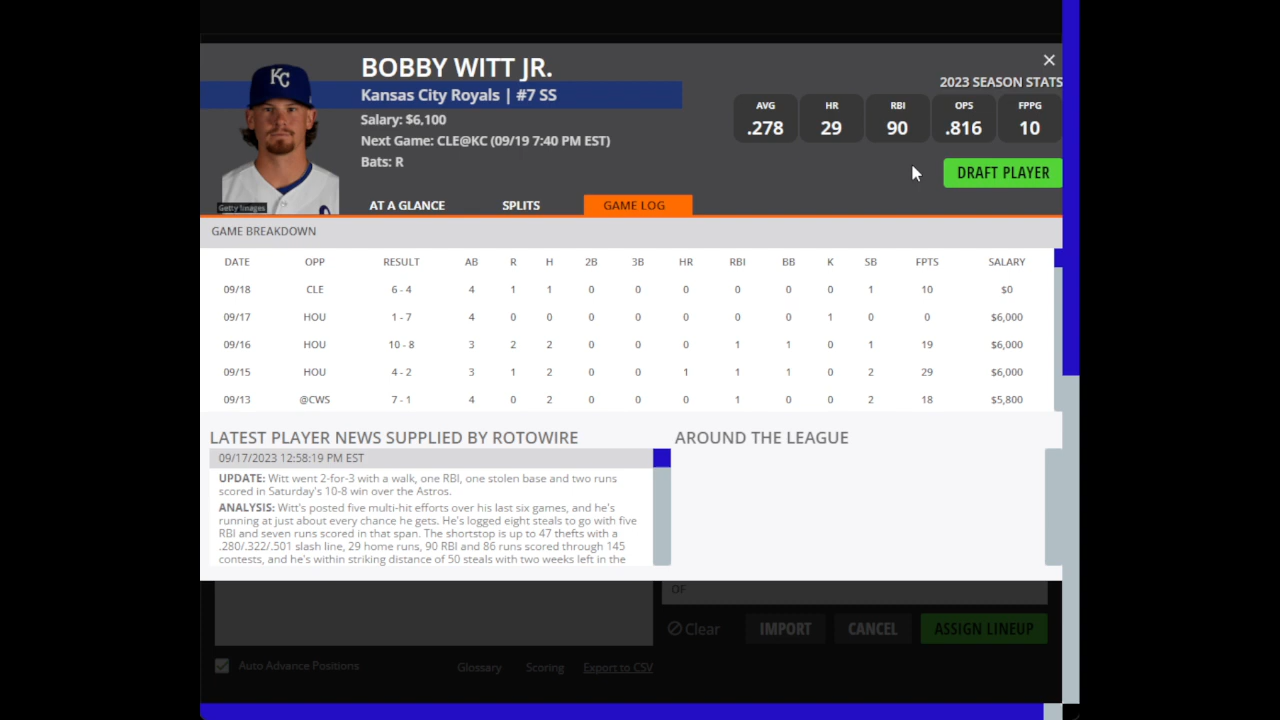 BOBBY WITT JR.
Kansas City Royals | #7 SS
Salary: $6,100
Next Game: CLE@KC (09/19 7:40 PM EST)
Bats: R
2023 SEASON STATS
AVG HR RBI OPS FPPG
.278 29 90 .816 10
DRAFT PLAYER
KC
Getty Images
AT A GLANCE SPLITS GAME LOG
GAME BREAKDOWN
DATE OPP RESULT AB R H 2B 3B HR RBI BB K SB FPTS SALARY
09/18 CLE 6 - 4 4 1 1 0 0 0 0 0 0 1 10 $0
09/17 HOU 1 - 7 4 0 0 0 0 0 0 0 1 0 0 $6,000
09/16 HOU 10 - 8 3 2 2 0 0 0 1 1 0 1 19 $6,000
09/15 HOU 4 - 2 3 1 2 0 0 1 1 1 0 2 29 $6,000
09/13 @CWS 7 - 1 4 0 2 0 0 0 1 0 0 2 18 $5,800
LATEST PLAYER NEWS SUPPLIED BY ROTOWIRE
09/17/2023 12:58:19 PM EST
UPDATE: Witt went 2-for-3 with a walk, one RBI, one stolen base and two runs
scored in Saturday's 10-8 win over the Astros.
ANALYSIS: Witt's posted five multi-hit efforts over his last six games, and he's
running at just about every chance he gets. He's logged eight steals to go with five
RBI and seven runs scored in that span. The shortstop is up to 47 thefts with a
.280/.322/.501 slash line, 29 home runs, 90 RBI and 86 runs scored through 145
contests, and he's within striking distance of 50 steals with two weeks left in the
AROUND THE LEAGUE
OF
Clear IMPORT CANCEL ASSIGN LINEUP
Auto Advance Positions Glossary Scoring Export to CSV